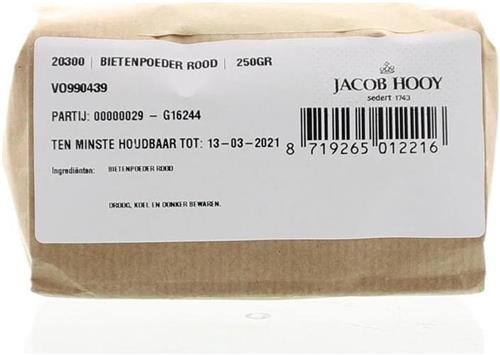 20300 | BIETENPOEDER ROOD | 250GR
VO990439
PARTIJ: 00000029 - G16244
TEN MINSTE HOUDBAAR TOT: 13-03-2021
Ingrediënten: BIETENPOEDER ROOD
DROOG, KOEL EN DONKER BEWAREN.
JACOB HOOY
sedert 1743
8 719265 012216